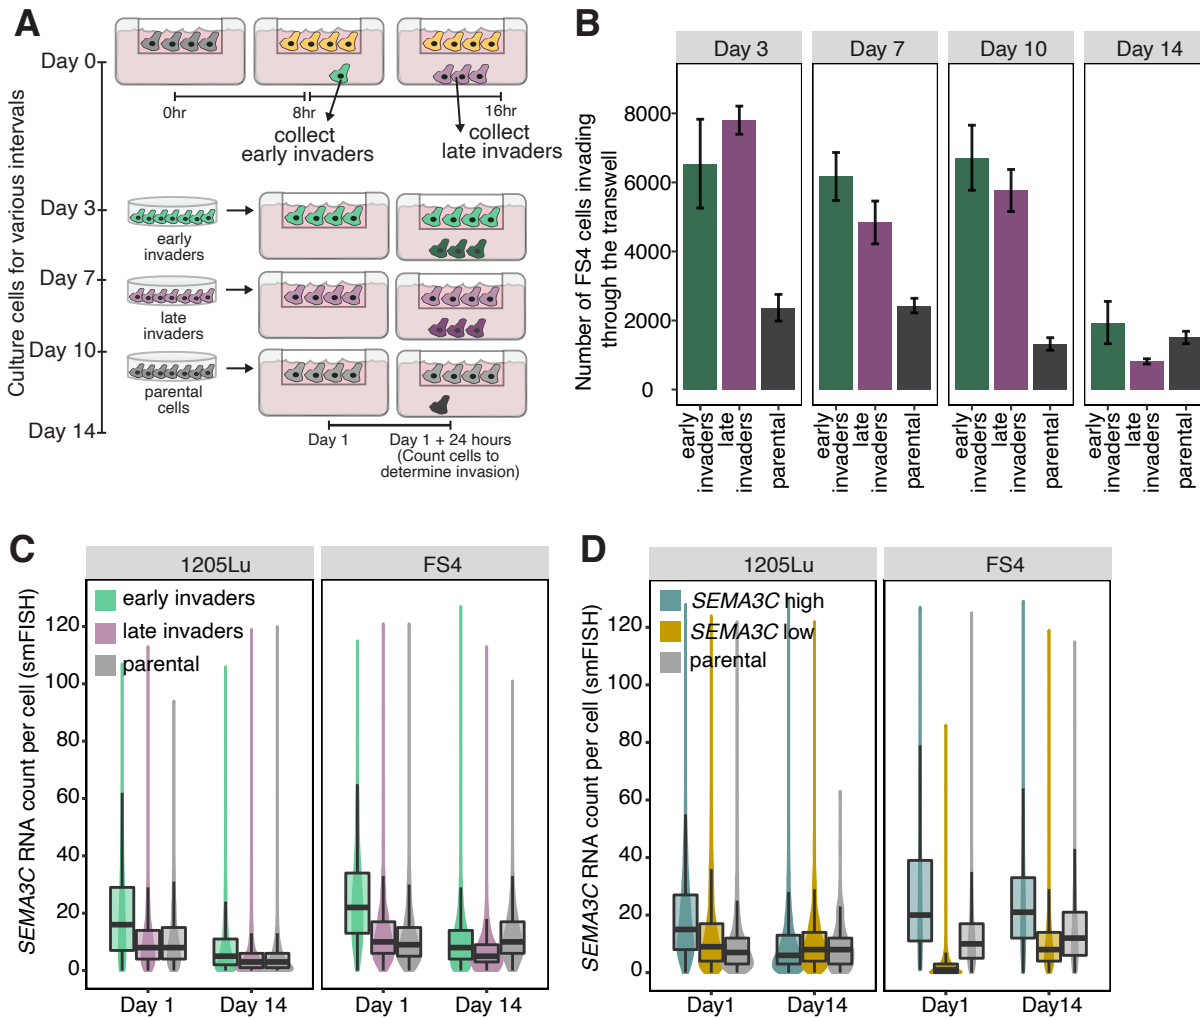 A
Culture cells for various intervals
Day 0
Day 3
Day 7
Day 10
Day 14
0hr
8hr
16hr
collect
early invaders
collect
late invaders
early
invaders
late
invaders
parental
cells
Day 1
Day 1 + 24 hours
(Count cells to
determine invasion)
B
Number of FS4 cells invading
through the transwell
Day 3
Day 7
Day 10
Day 14
8000
6000
4000
2000
0
early
invaders
late
invaders
parental
early
invaders
late
invaders
parental
early
invaders
late
invaders
parental
early
invaders
late
invaders
parental
C
SEMA3C RNA count per cell (smFISH)
1205Lu
FS4
early invaders
late invaders
parental
120
100
80
60
40
20
0
Day 1
Day 14
Day 1
Day 14
D
SEMA3C RNA count per cell (smFISH)
1205Lu
FS4
SEMA3C high
SEMA3C low
parental
120
100
80
60
40
20
0
Day1
Day14
Day1
Day14